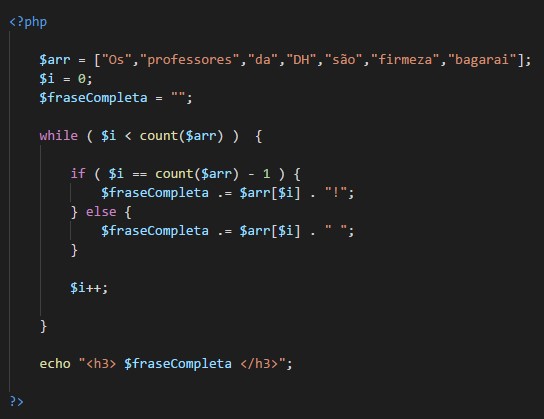 <?php
$arr = ["Os","professores","da","DH","são","firmeza","bagarai"];
$i = 0;
$fraseCompleta = "";
while ( $i < count($arr) ) {
if ( $i == count($arr) - 1 ) {
$fraseCompleta .= $arr[$i] . "!";
} else {
$fraseCompleta .= $arr[$i] . " ";
}
$i++;
}
echo "<h3> $fraseCompleta </h3>";
?>